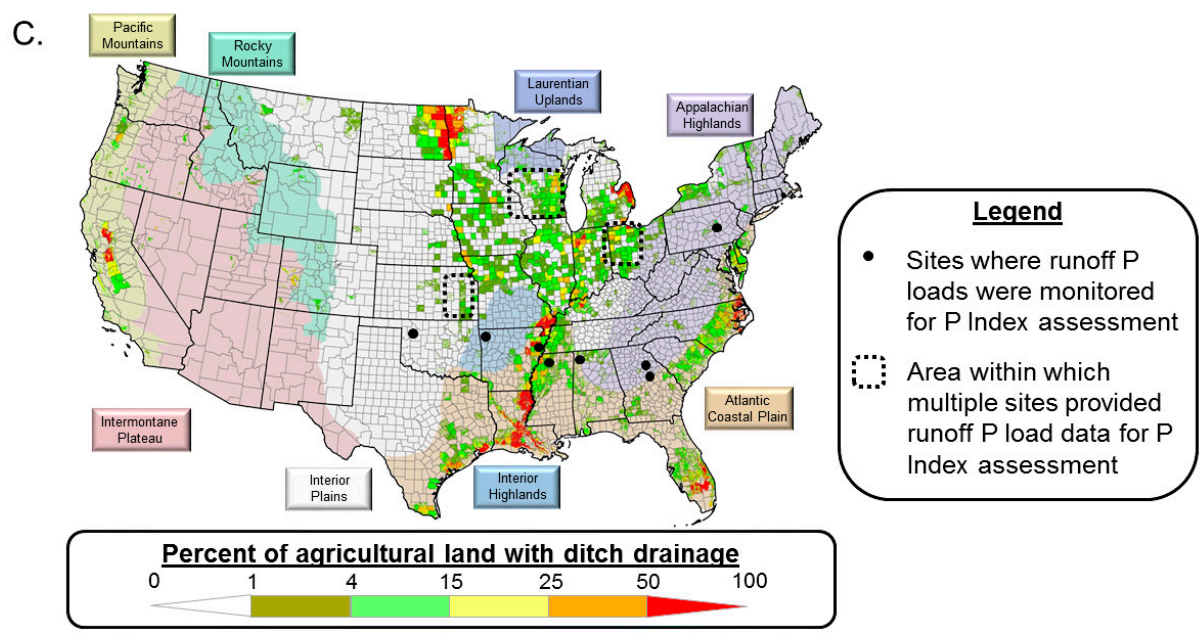 C.
Pacific
Mountains
Rocky
Mountains
Laurentian
Uplands
Appalachian
Highlands
Legend
Sites where runoff P
loads were monitored
for P Index assessment
Area within which
multiple sites provided
runoff P load data for P
Index assessment
Atlantic
Coastal Plain
Intermontane
Plateau
Interior
Plains
Interior
Highlands
Percent of agricultural land with ditch drainage
0 1 4 15 25 50 100